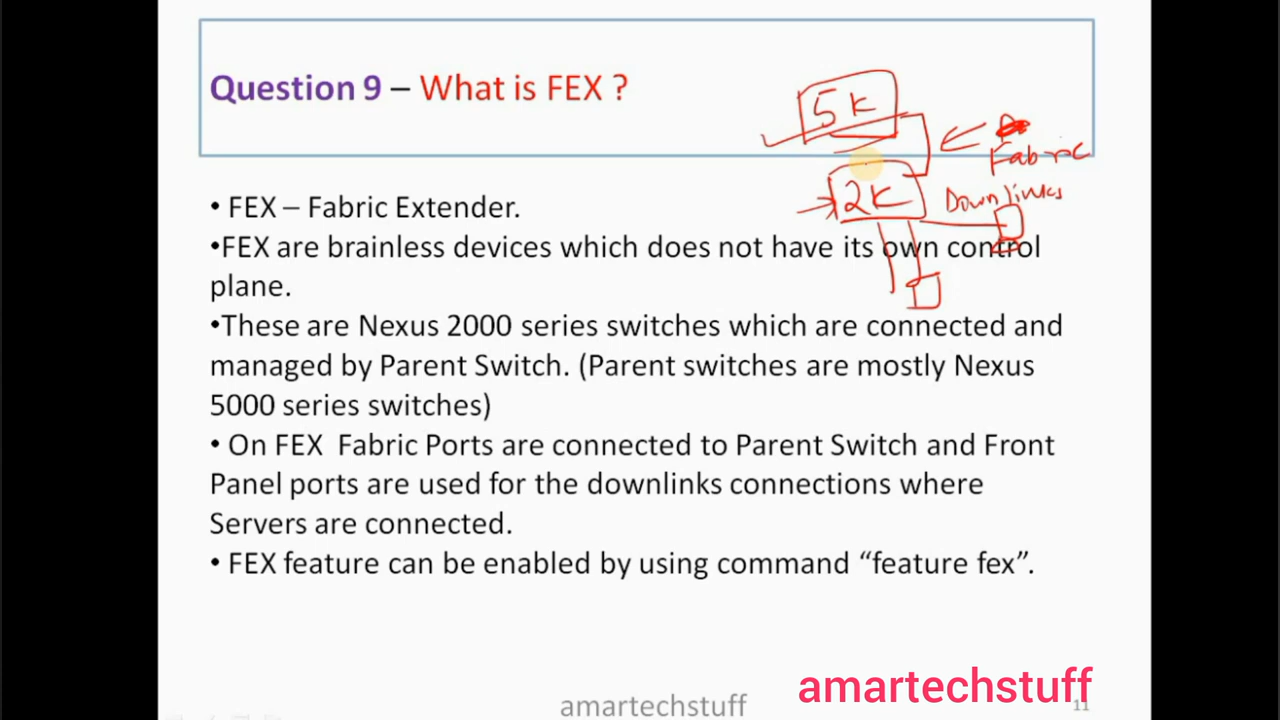 Question 9 – What is FEX ?
5K
Fabric
2K
Downlinks
• FEX – Fabric Extender.
•FEX are brainless devices which does not have its own control
plane.
•These are Nexus 2000 series switches which are connected and
managed by Parent Switch. (Parent switches are mostly Nexus
5000 series switches)
• On FEX Fabric Ports are connected to Parent Switch and Front
Panel ports are used for the downlinks connections where
Servers are connected.
• FEX feature can be enabled by using command “feature fex”.
amartechstuff
amartechstuff
11